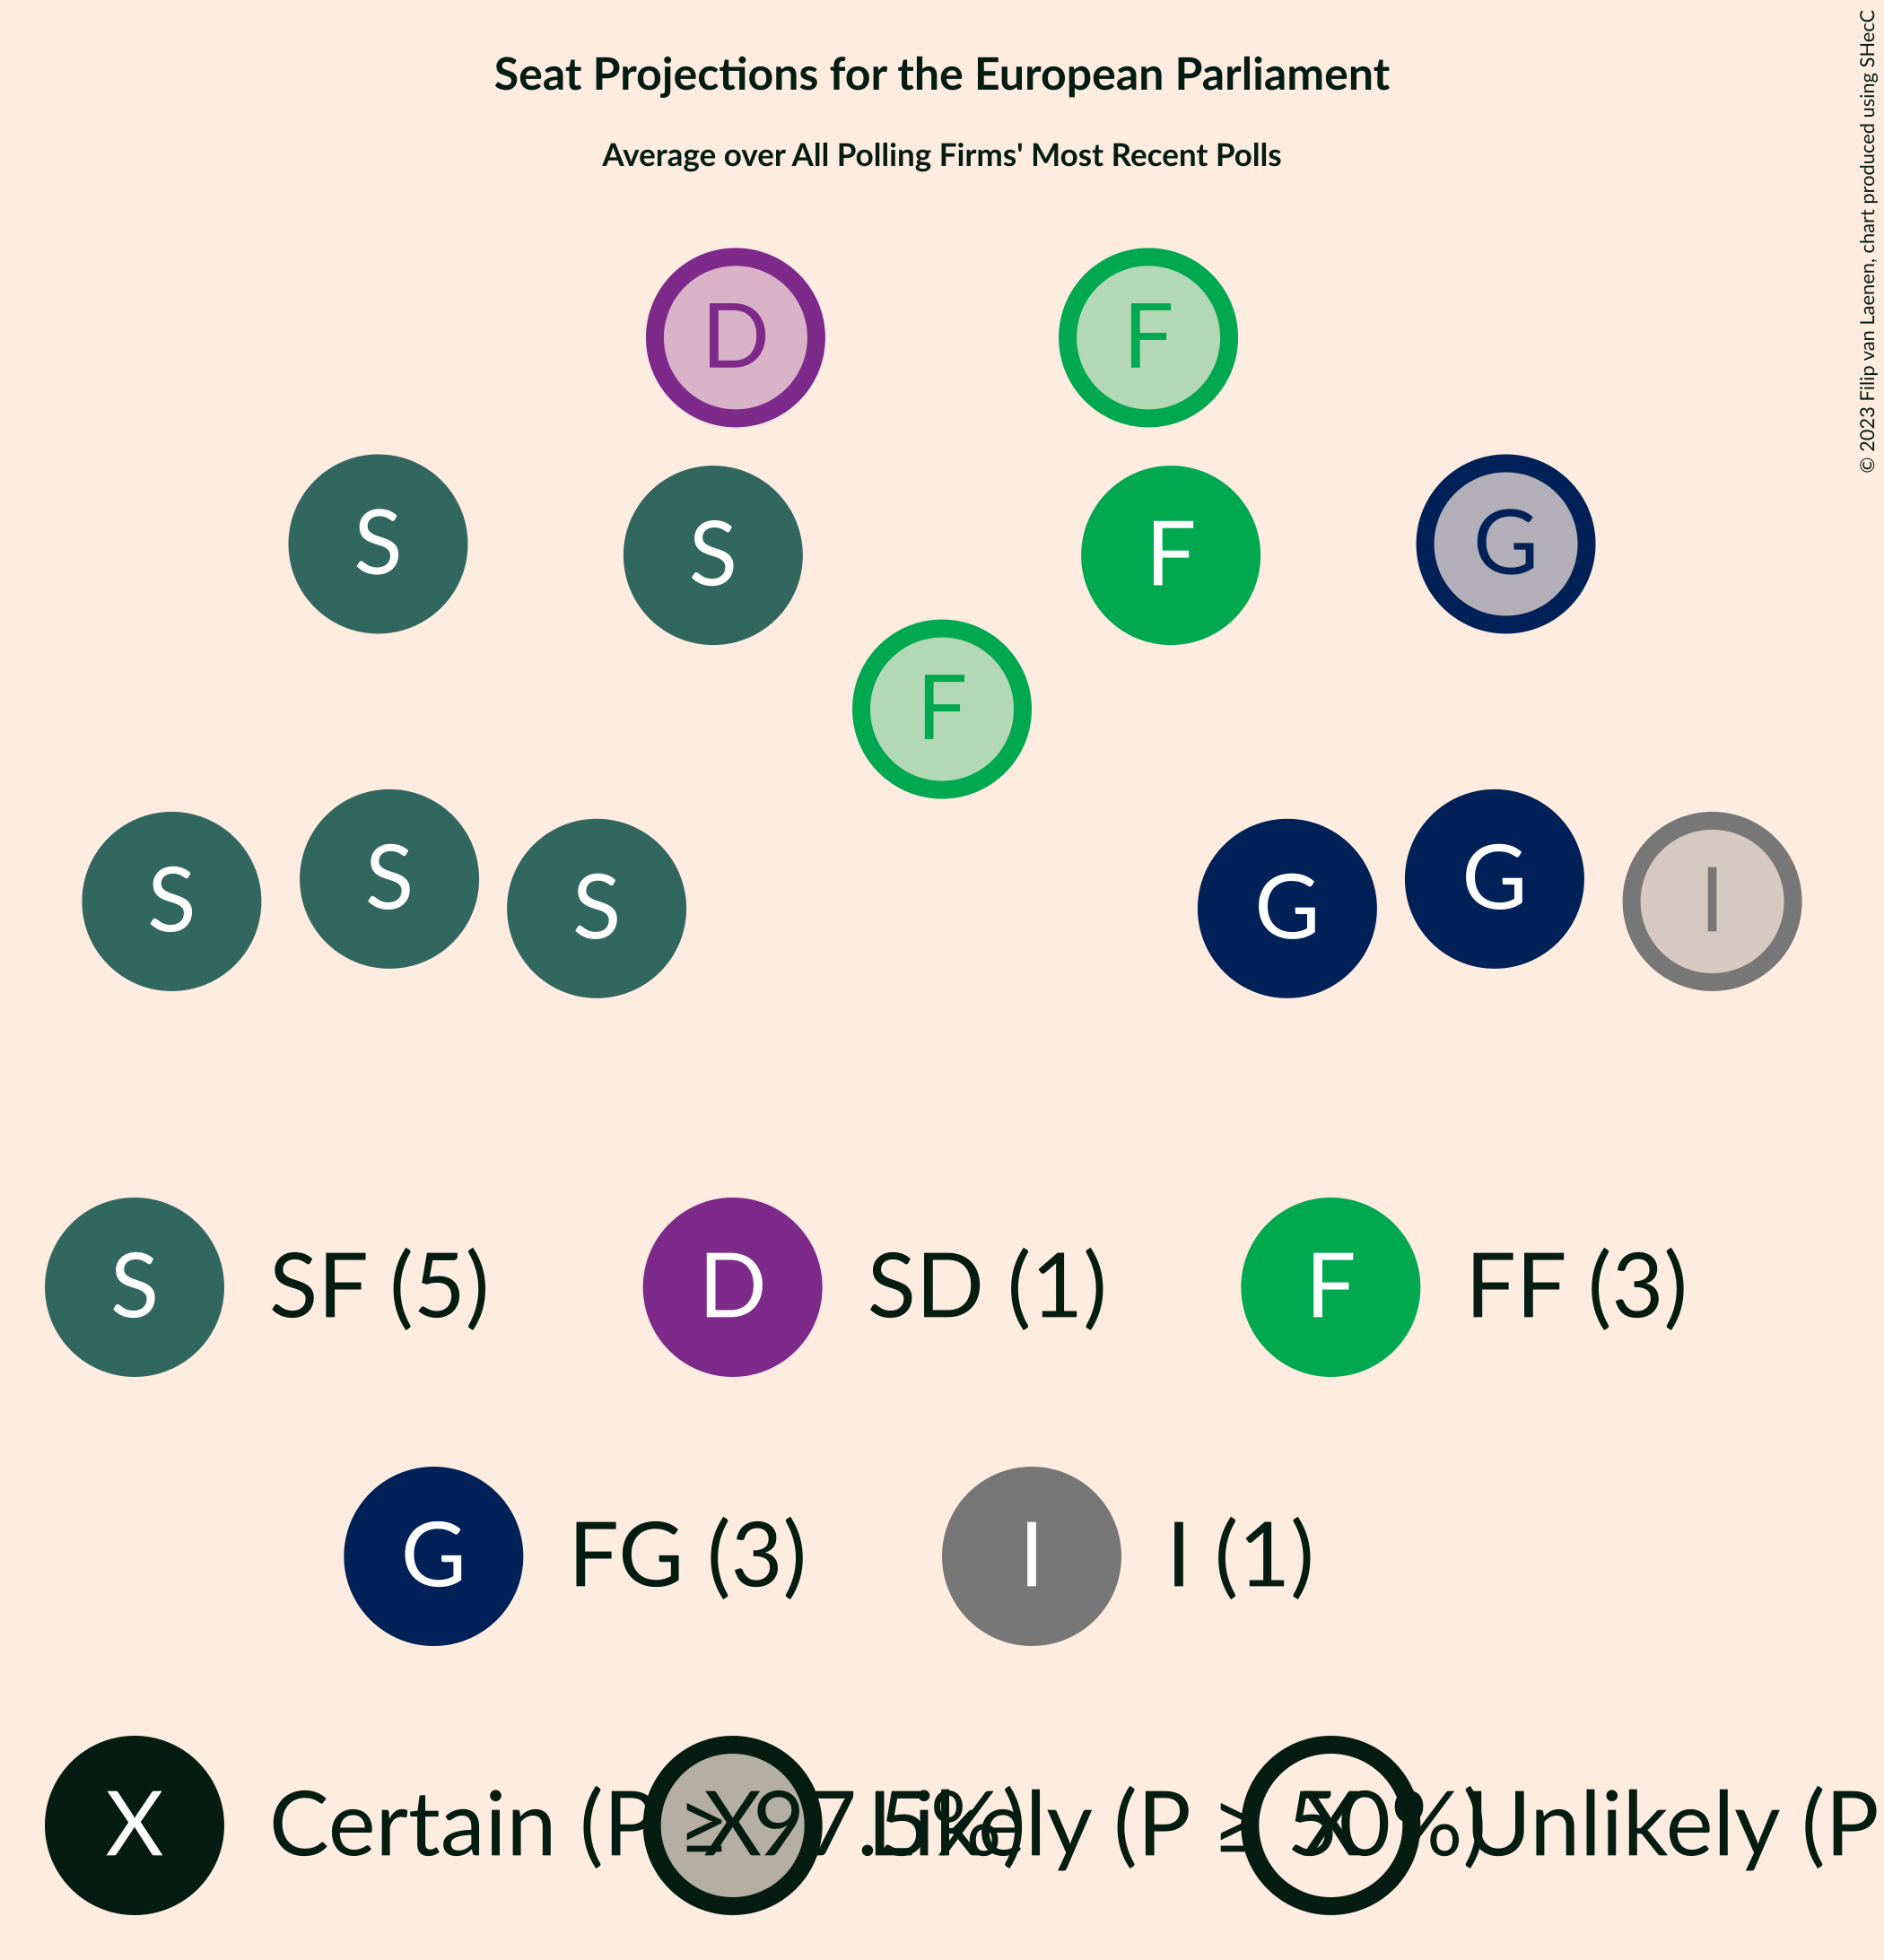 Seat Projections for the European Parliament
Average over All Polling Firms' Most Recent Polls
© 2023 Filip van Laenen, chart produced using SHecC
D F
S S F G
F
S S S G G I
S SF (5) D SD (1) F FF (3)
G FG (3) I I (1)
X Certain (P ≥ 97.5%) X Likely (P ≥ 50%) X Unlikely (P